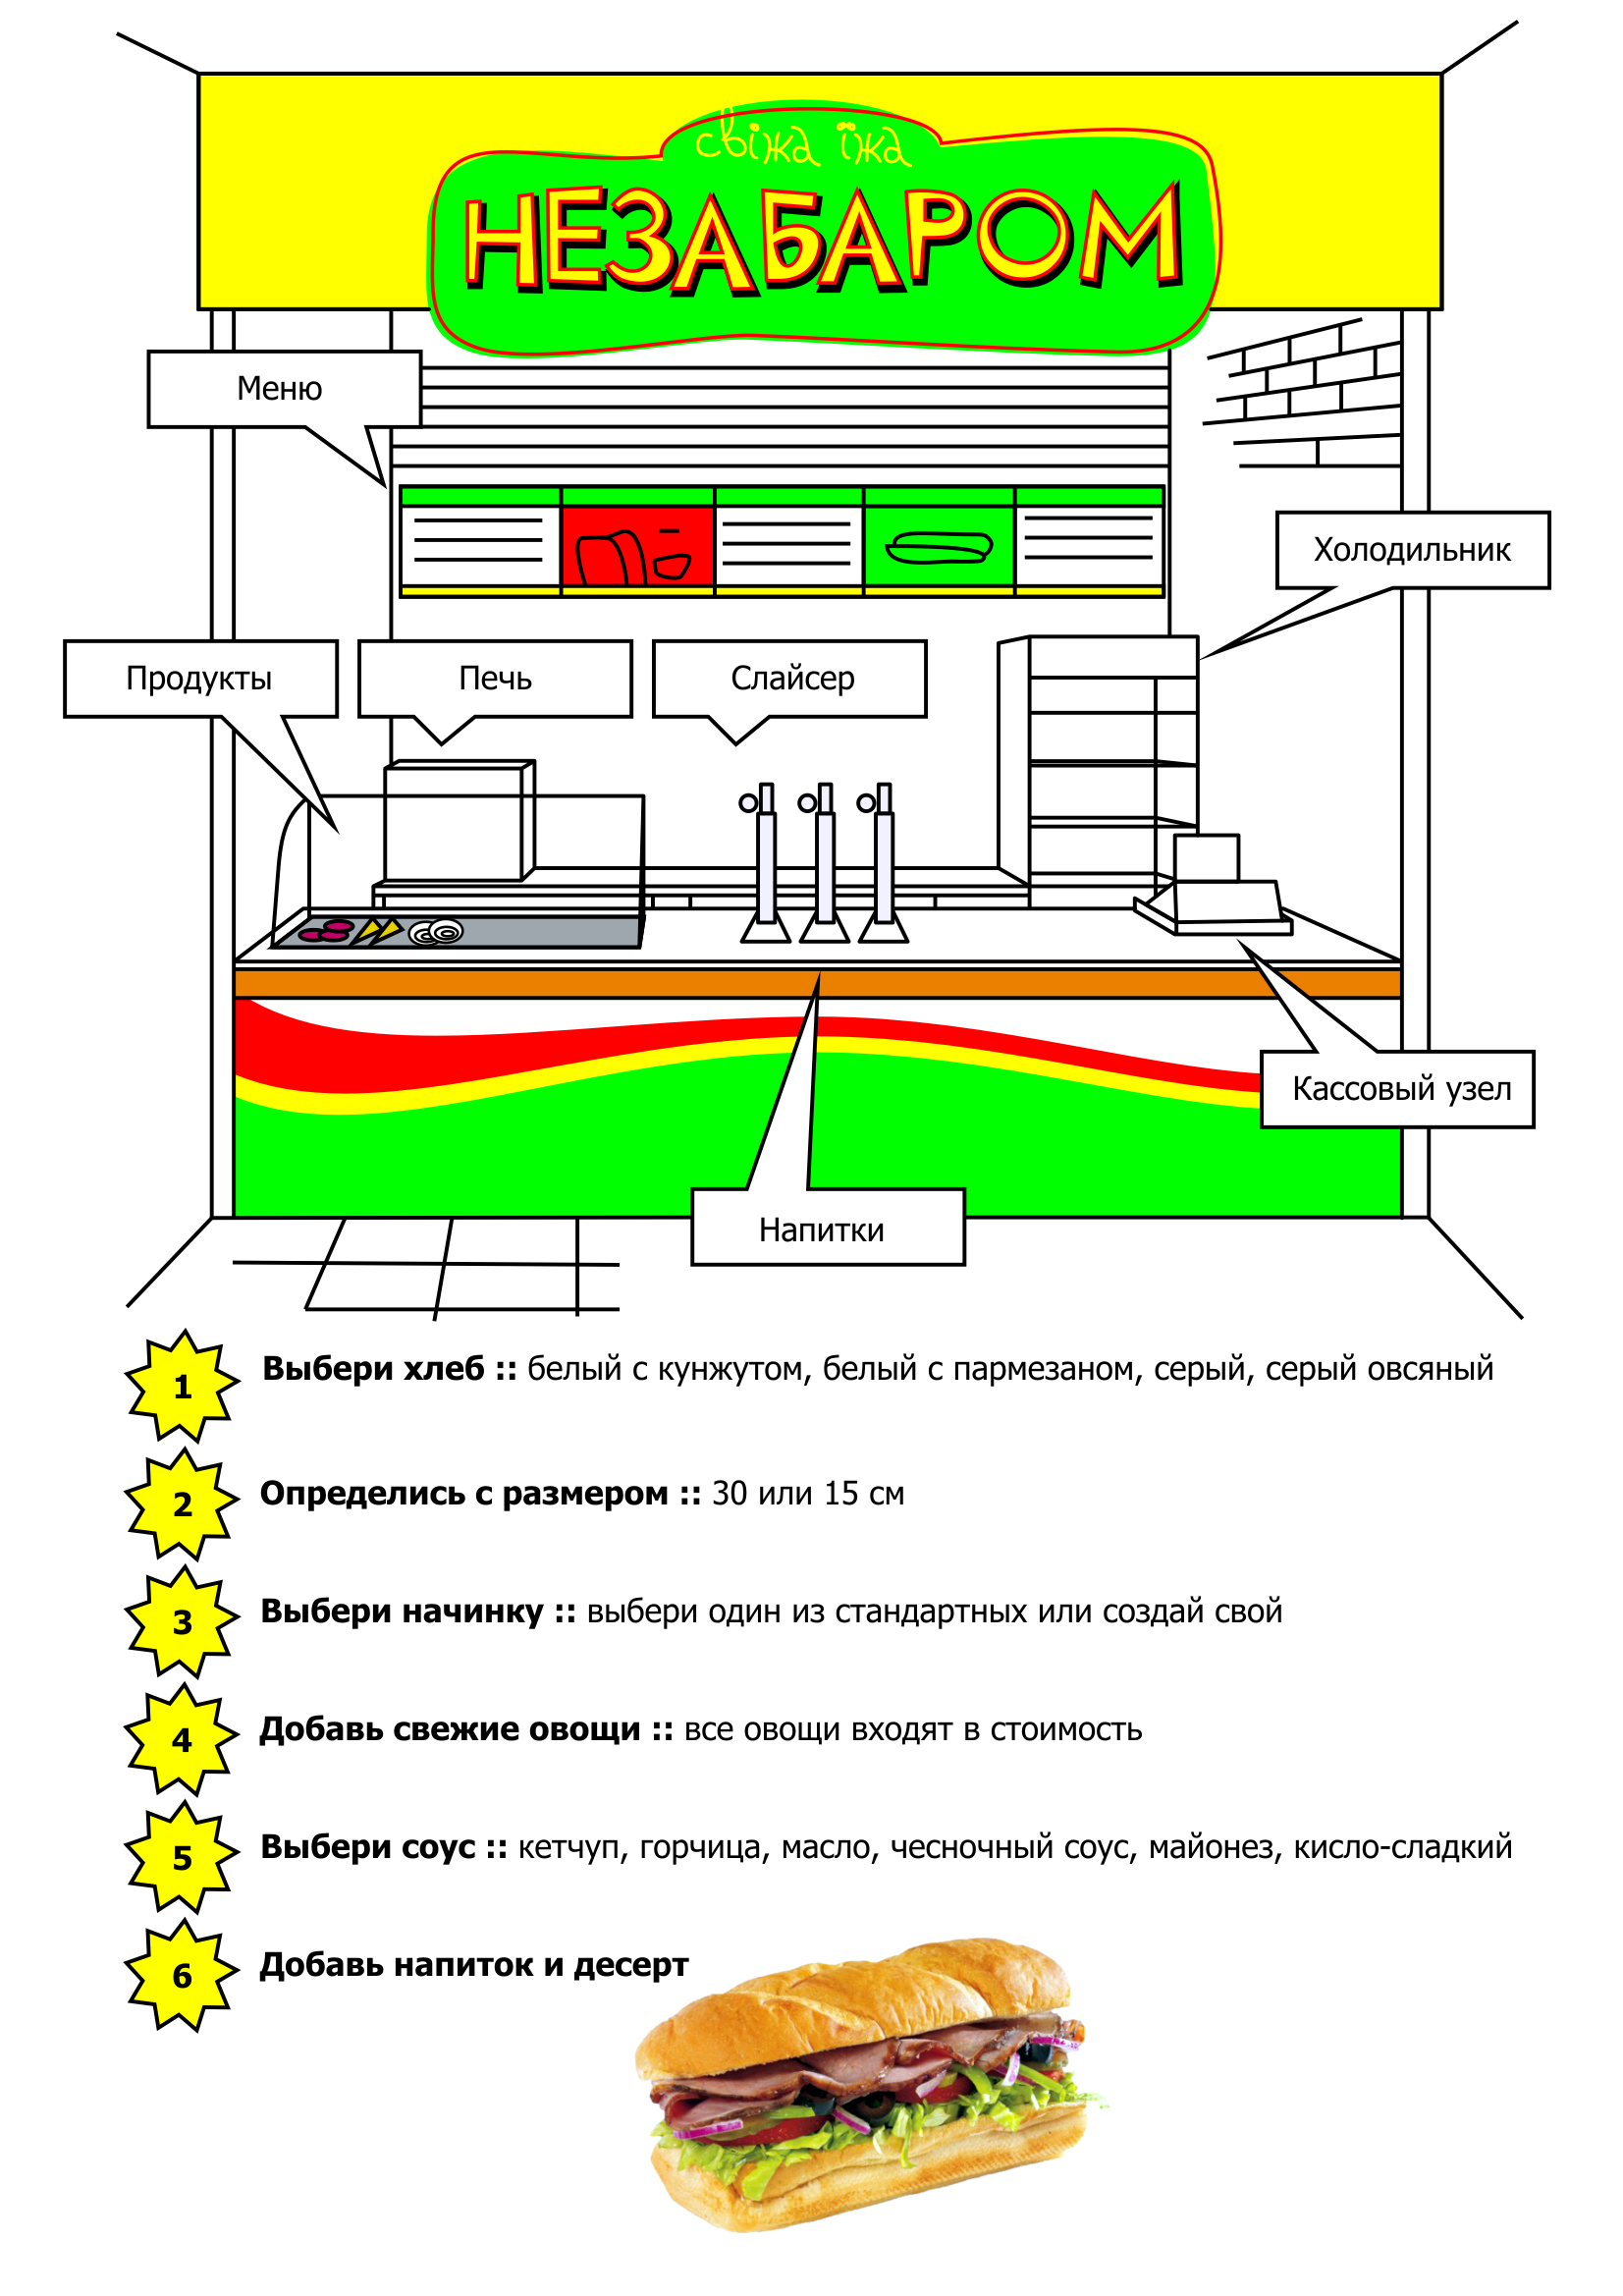 свіжа їжа
НЕЗАБАРОМ
Меню
Холодильник
Продукты
Печь
Слайсер
Кассовый узел
Напитки
1 Выбери хлеб :: белый с кунжутом, белый с пармезаном, серый, серый овсяный
2 Определись с размером :: 30 или 15 см
3 Выбери начинку :: выбери один из стандартных или создай свой
4 Добавь свежие овощи :: все овощи входят в стоимость
5 Выбери соус :: кетчуп, горчица, масло, чесночный соус, майонез, кисло-сладкий
6 Добавь напиток и десерт